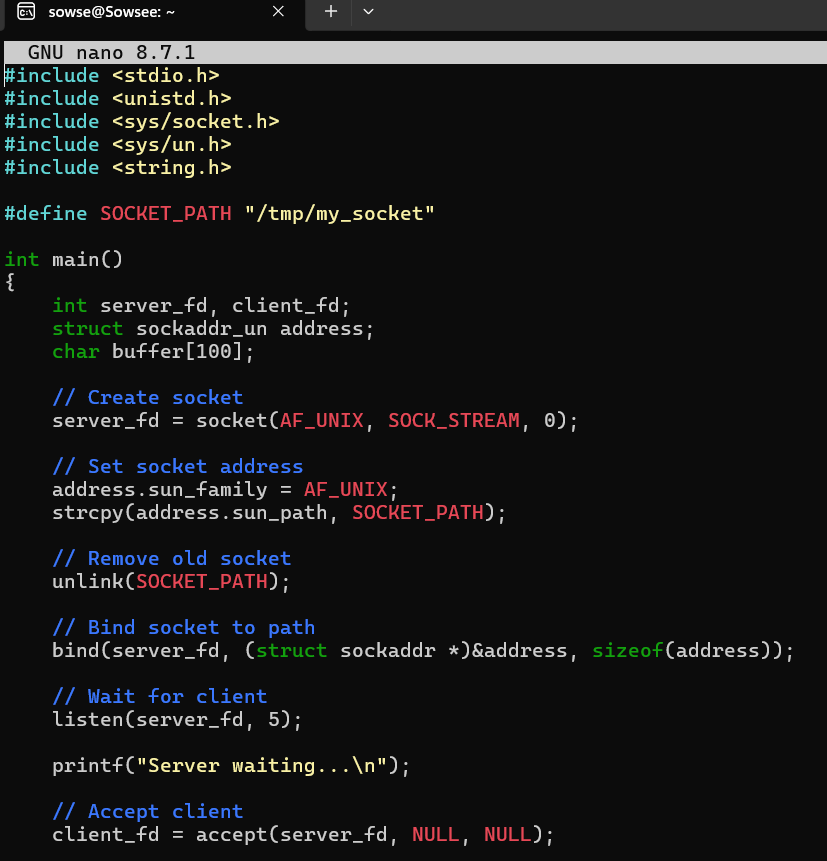 sowse@Sowsee: ~
GNU nano 8.7.1
#include <stdio.h>
#include <unistd.h>
#include <sys/socket.h>
#include <sys/un.h>
#include <string.h>

#define SOCKET_PATH "/tmp/my_socket"

int main()
{
    int server_fd, client_fd;
    struct sockaddr_un address;
    char buffer[100];

    // Create socket
    server_fd = socket(AF_UNIX, SOCK_STREAM, 0);

    // Set socket address
    address.sun_family = AF_UNIX;
    strcpy(address.sun_path, SOCKET_PATH);

    // Remove old socket
    unlink(SOCKET_PATH);

    // Bind socket to path
    bind(server_fd, (struct sockaddr *)&address, sizeof(address));

    // Wait for client
    listen(server_fd, 5);

    printf("Server waiting...\n");

    // Accept client
    client_fd = accept(server_fd, NULL, NULL);